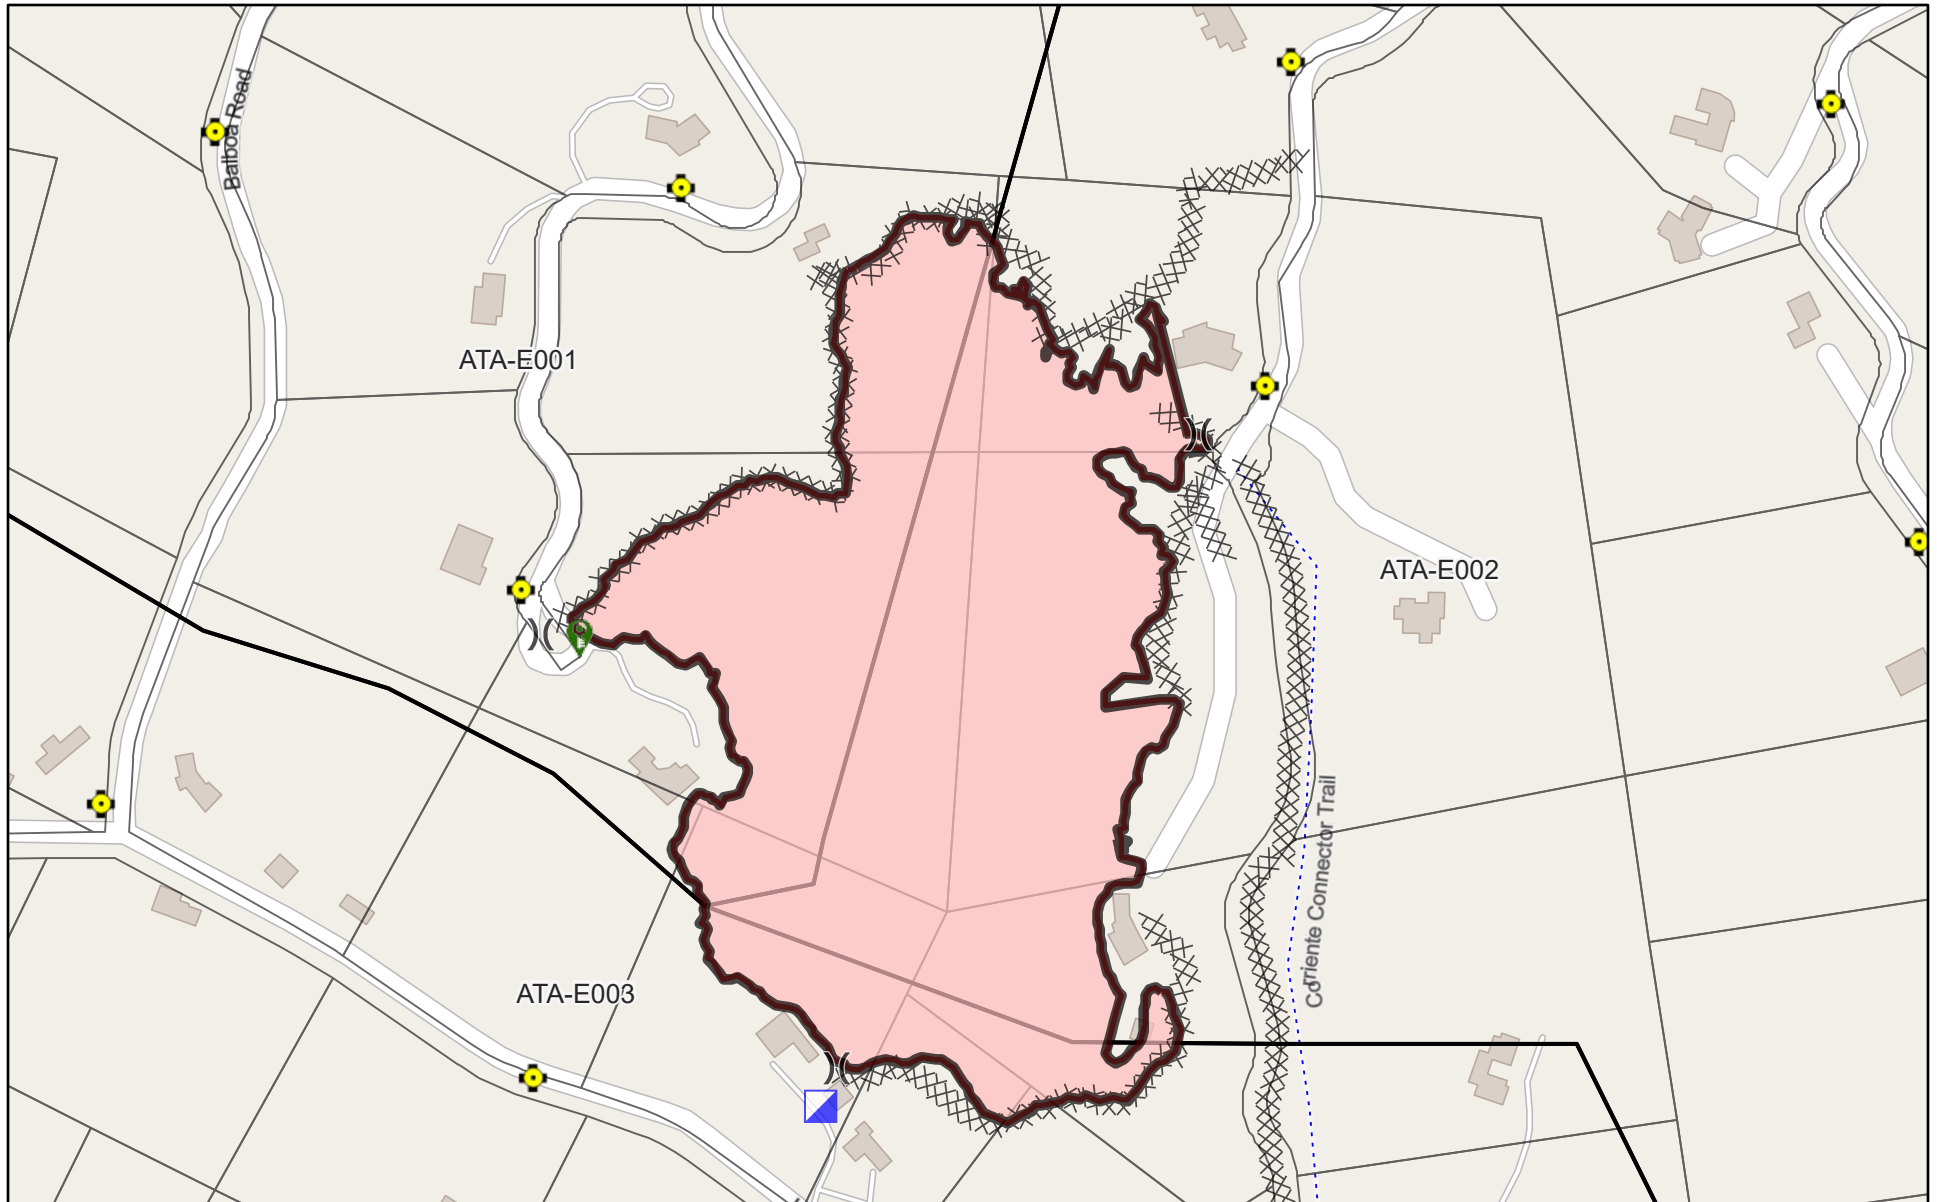 Balboa Road
ATA-E001
ATA-E002
Corriente Connector Trail
ATA-E003